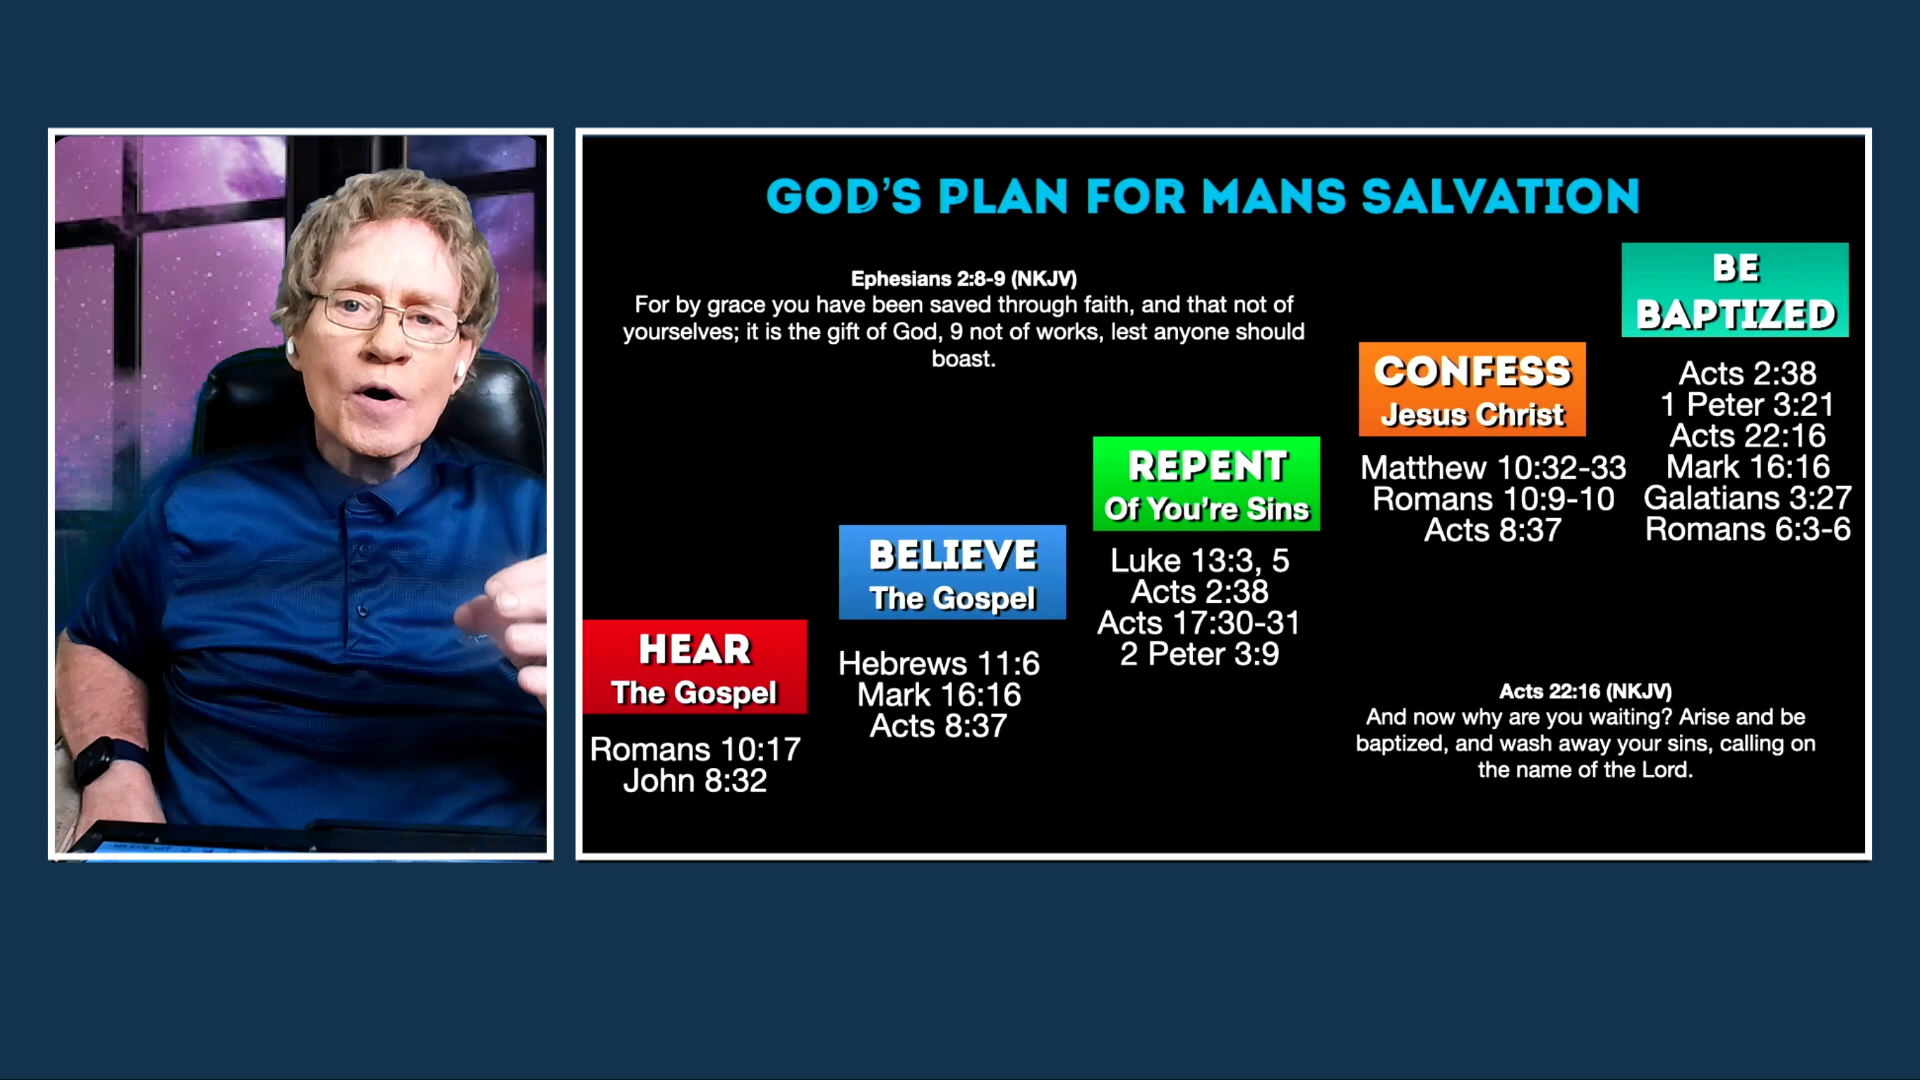 GOD'S PLAN FOR MANS SALVATION
Ephesians 2:8-9 (NKJV)
For by grace you have been saved through faith, and that not of
yourselves; it is the gift of God, 9 not of works, lest anyone should
boast.
HEAR
The Gospel
Romans 10:17
John 8:32
BELIEVE
The Gospel
Hebrews 11:6
Mark 16:16
Acts 8:37
REPENT
Of You're Sins
Luke 13:3, 5
Acts 2:38
Acts 17:30-31
2 Peter 3:9
CONFESS
Jesus Christ
Matthew 10:32-33
Romans 10:9-10
Acts 8:37
BE
BAPTIZED
Acts 2:38
1 Peter 3:21
Acts 22:16
Mark 16:16
Galatians 3:27
Romans 6:3-6
Acts 22:16 (NKJV)
And now why are you waiting? Arise and be
baptized, and wash away your sins, calling on
the name of the Lord.